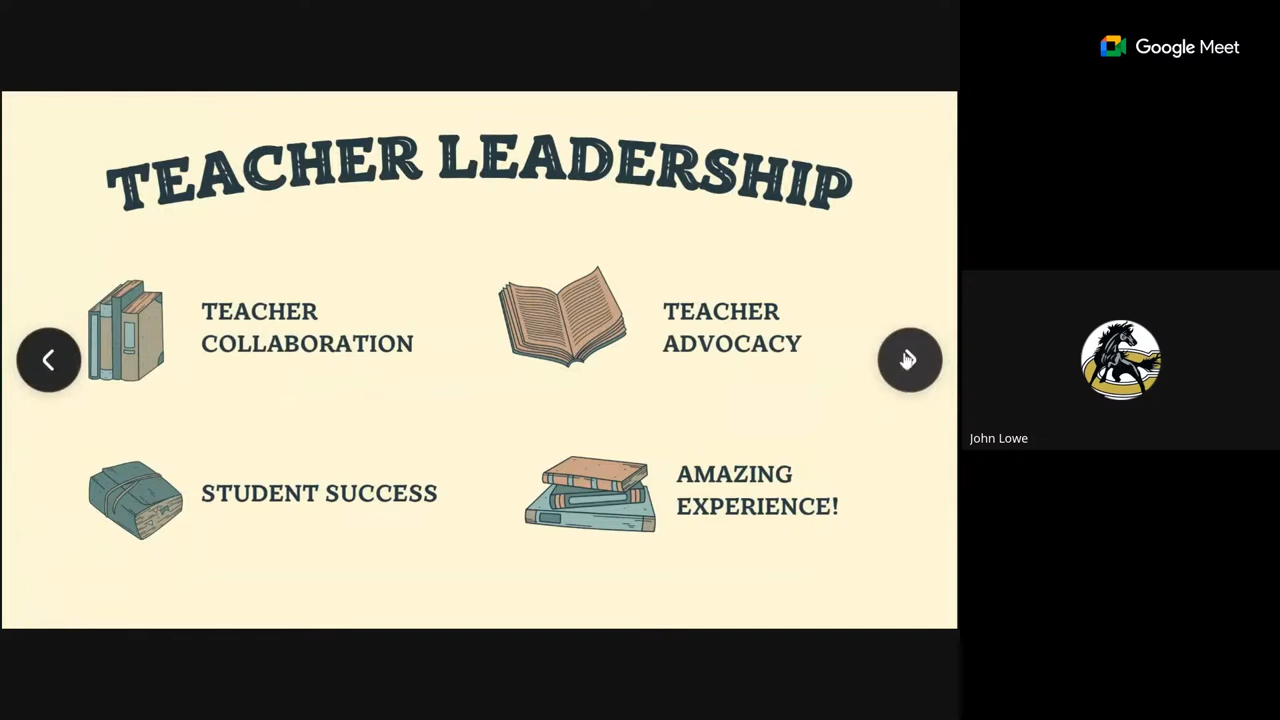 Google Meet
TEACHER LEADERSHIP
TEACHER
COLLABORATION
TEACHER
ADVOCACY
STUDENT SUCCESS
AMAZING
EXPERIENCE!
John Lowe